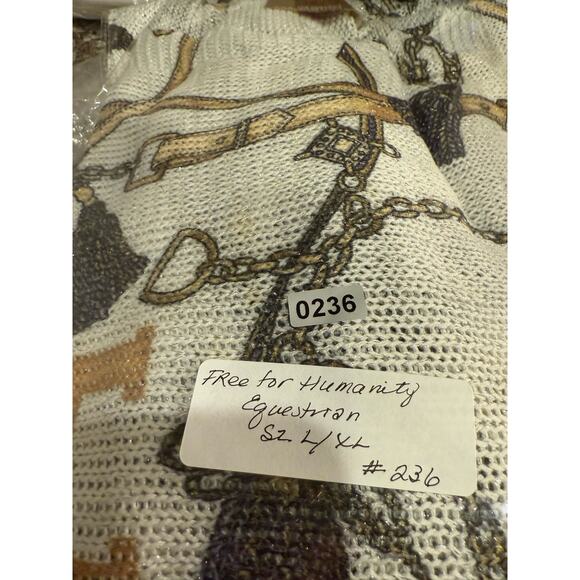 0236
FRee for Humanity
Equestrian
SZ L/XL
# 236